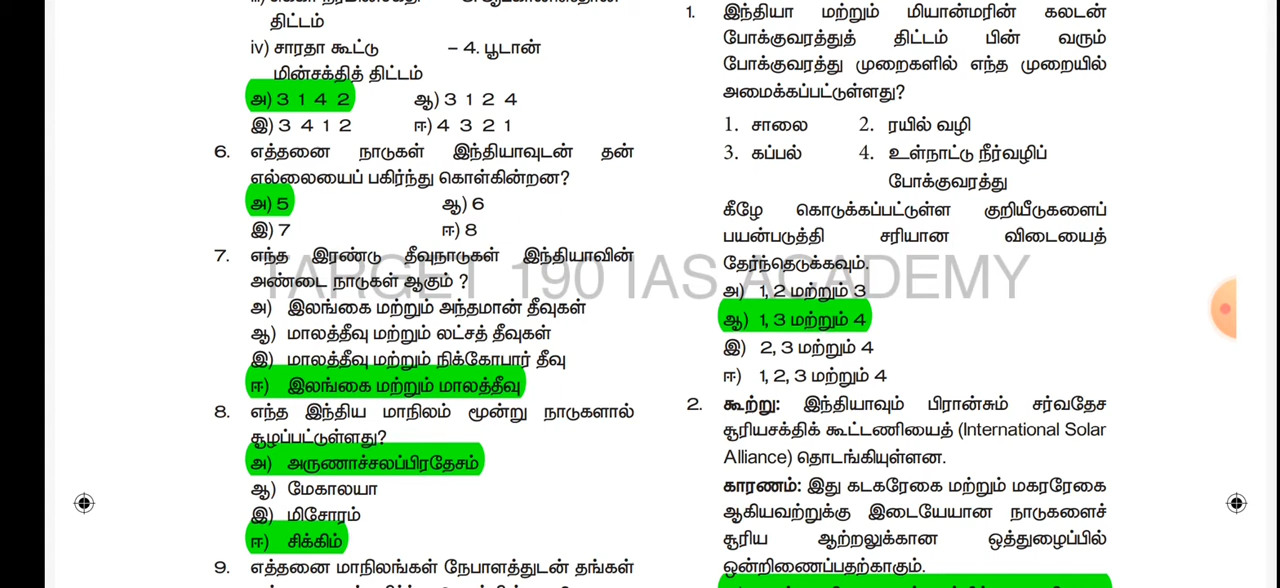 திட்டம்
iv) சாரதா கூட்டு – 4. பூடான்
மின்சக்தித் திட்டம்
அ) 3 1 4 2 ஆ) 3 1 2 4
இ) 3 4 1 2 ஈ) 4 3 2 1
6. எத்தனை நாடுகள் இந்தியாவுடன் தன்
எல்லையைப் பகிர்ந்து கொள்கின்றன?
அ) 5 ஆ) 6
இ) 7 ஈ) 8
7. எந்த இரண்டு தீவுநாடுகள் இந்தியாவின்
அண்டை நாடுகள் ஆகும் ?
அ) இலங்கை மற்றும் அந்தமான் தீவுகள்
ஆ) மாலத்தீவு மற்றும் லட்சத் தீவுகள்
இ) மாலத்தீவு மற்றும் நிக்கோபார் தீவு
ஈ) இலங்கை மற்றும் மாலத்தீவு
8. எந்த இந்திய மாநிலம் மூன்று நாடுகளால்
சூழப்பட்டுள்ளது?
அ) அருணாச்சலப்பிரதேசம்
ஆ) மேகாலயா
இ) மிசோரம்
ஈ) சிக்கிம்
9. எத்தனை மாநிலங்கள் நேபாளத்துடன் தங்கள்
1. இந்தியா மற்றும் மியான்மரின் கலடன்
போக்குவரத்துத் திட்டம் பின் வரும்
போக்குவரத்து முறைகளில் எந்த முறையில்
அமைக்கப்பட்டுள்ளது?
1. சாலை 2. ரயில் வழி
3. கப்பல் 4. உள்நாட்டு நீர்வழிப்
போக்குவரத்து
கீழே கொடுக்கப்பட்டுள்ள குறியீடுகளைப்
பயன்படுத்தி சரியான விடையைத்
தேர்ந்தெடுக்கவும்.
அ) 1, 2 மற்றும் 3
ஆ) 1, 3 மற்றும் 4
இ) 2, 3 மற்றும் 4
ஈ) 1, 2, 3 மற்றும் 4
2. கூற்று: இந்தியாவும் பிரான்சும் சர்வதேச
சூரியசக்திக் கூட்டணியைத் (International Solar
Alliance) தொடங்கியுள்ளன.
காரணம்: இது கடகரேகை மற்றும் மகரரேகை
ஆகியவற்றுக்கு இடையேயான நாடுகளைச்
சூரிய ஆற்றலுக்கான ஒத்துழைப்பில்
ஒன்றிணைப்பதற்காகும்.
TARGET 190 IAS ACADEMY